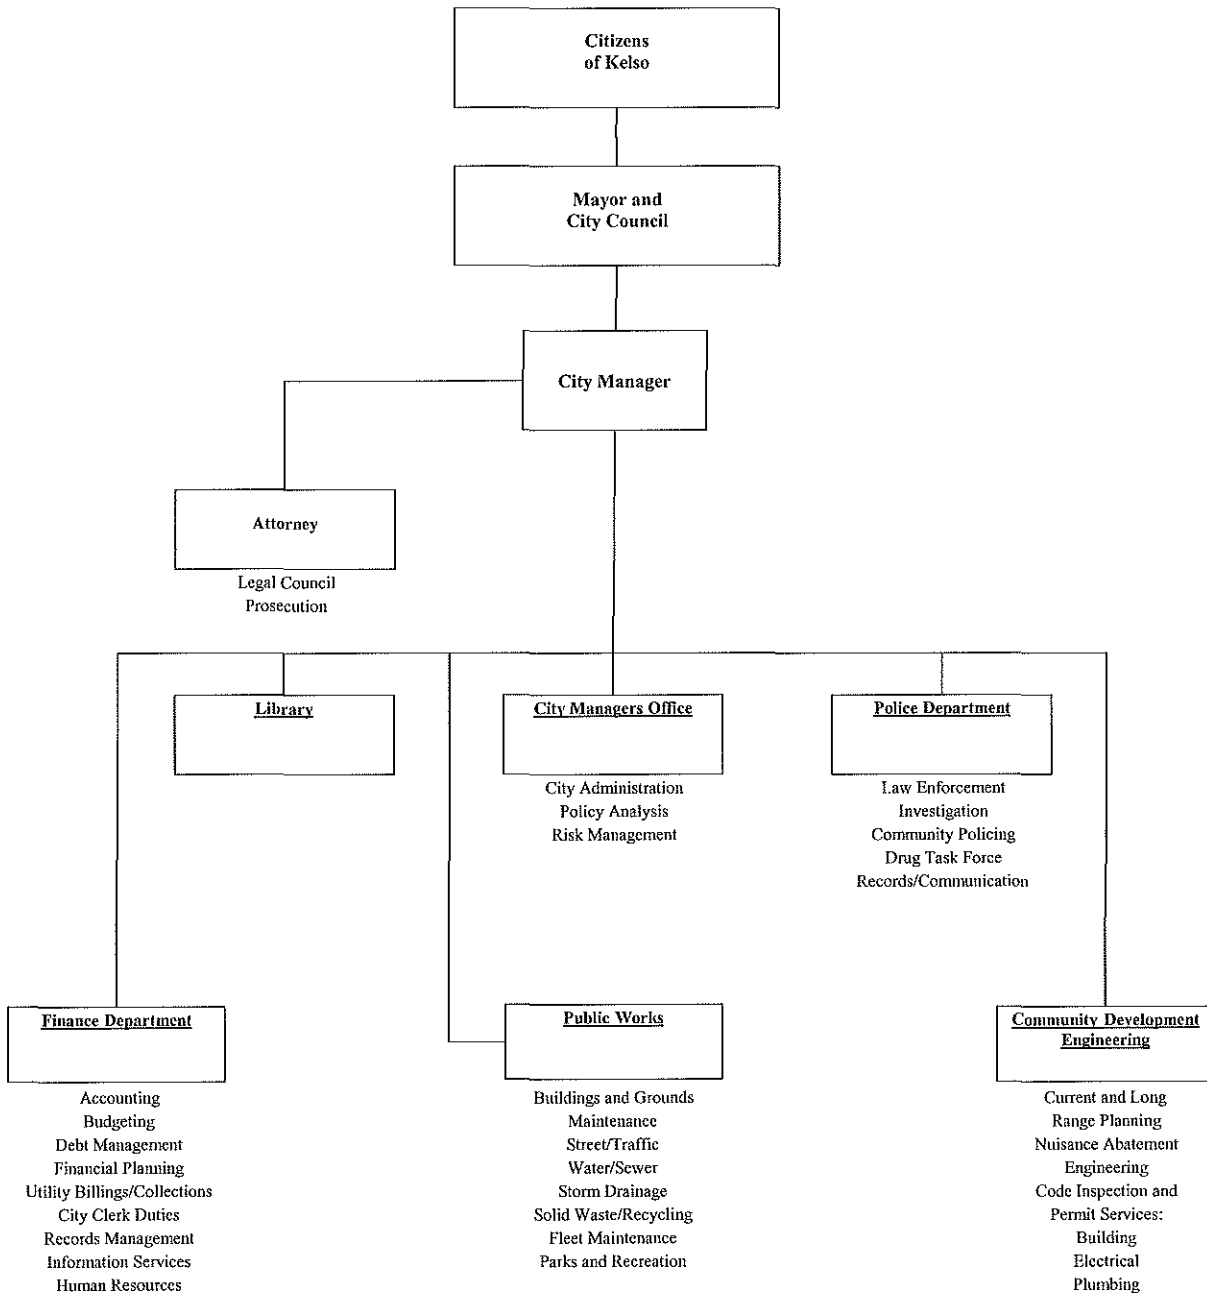 Citizens
of Kelso
Mayor and
City Council
City Manager
Attorney
Legal Council
Prosecution
Library
City Managers Office
City Administration
Policy Analysis
Risk Management
Police Department
Law Enforcement
Investigation
Community Policing
Drug Task Force
Records/Communication
Finance Department
Accounting
Budgeting
Debt Management
Financial Planning
Utility Billings/Collections
City Clerk Duties
Records Management
Information Services
Human Resources
Public Works
Buildings and Grounds
Maintenance
Street/Traffic
Water/Sewer
Storm Drainage
Solid Waste/Recycling
Fleet Maintenance
Parks and Recreation
Community Development
Engineering
Current and Long
Range Planning
Nuisance Abatement
Engineering
Code Inspection and
Permit Services:
Building
Electrical
Plumbing